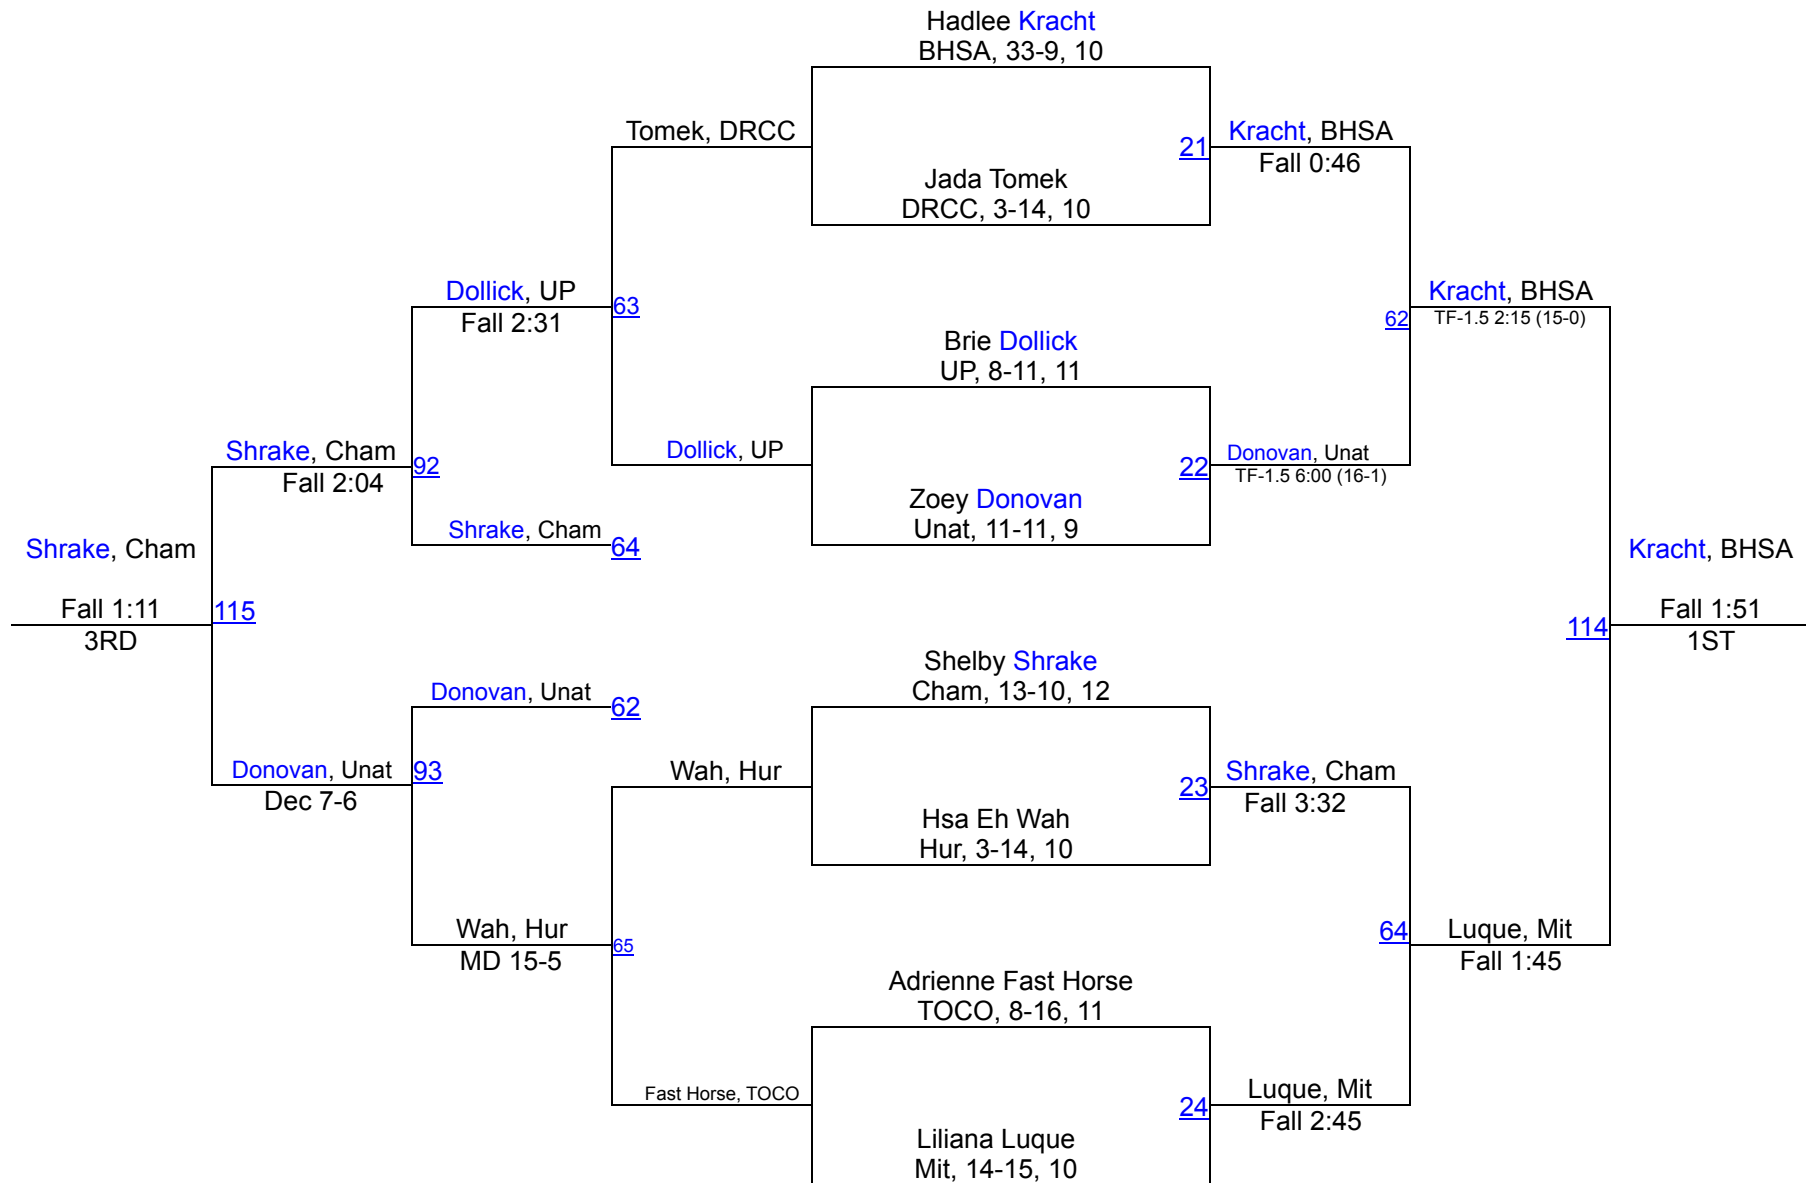 Hadlee Kracht
BHSA, 33-9, 10
Tomek, DRCC
21
Kracht, BHSA
Fall 0:46
Jada Tomek
DRCC, 3-14, 10
Dollick, UP
Fall 2:31
63
Kracht, BHSA
62
TF-1.5 2:15 (15-0)
Brie Dollick
UP, 8-11, 11
Shrake, Cham
Fall 2:04
92
Dollick, UP
22
Donovan, Unat
TF-1.5 6:00 (16-1)
Zoey Donovan
Unat, 11-11, 9
Shrake, Cham
64
Shrake, Cham
Fall 1:11
3RD
115
Kracht, BHSA
Fall 1:51
1ST
114
Shelby Shrake
Cham, 13-10, 12
Donovan, Unat
62
Donovan, Unat
Dec 7-6
93
Wah, Hur
23
Shrake, Cham
Fall 3:32
Hsa Eh Wah
Hur, 3-14, 10
Wah, Hur
MD 15-5
65
64
Luque, Mit
Fall 1:45
Adrienne Fast Horse
TOCO, 8-16, 11
Fast Horse, TOCO
24
Luque, Mit
Fall 2:45
Liliana Luque
Mit, 14-15, 10